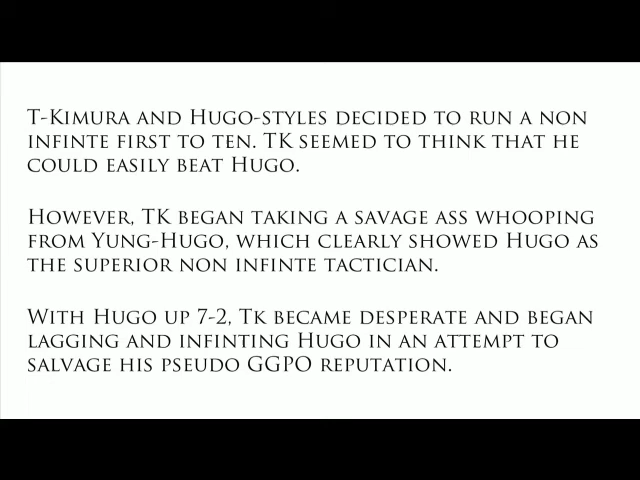 T-Kimura and Hugo-styles decided to run a non
infinte first to ten. TK seemed to think that he
could easily beat Hugo.
However, TK began taking a savage ass whooping
from Yung-Hugo, which clearly showed Hugo as
the superior non infinte tactician.
With Hugo up 7-2, Tk became desperate and began
lagging and infinting Hugo in an attempt to
salvage his pseudo GGPO reputation.